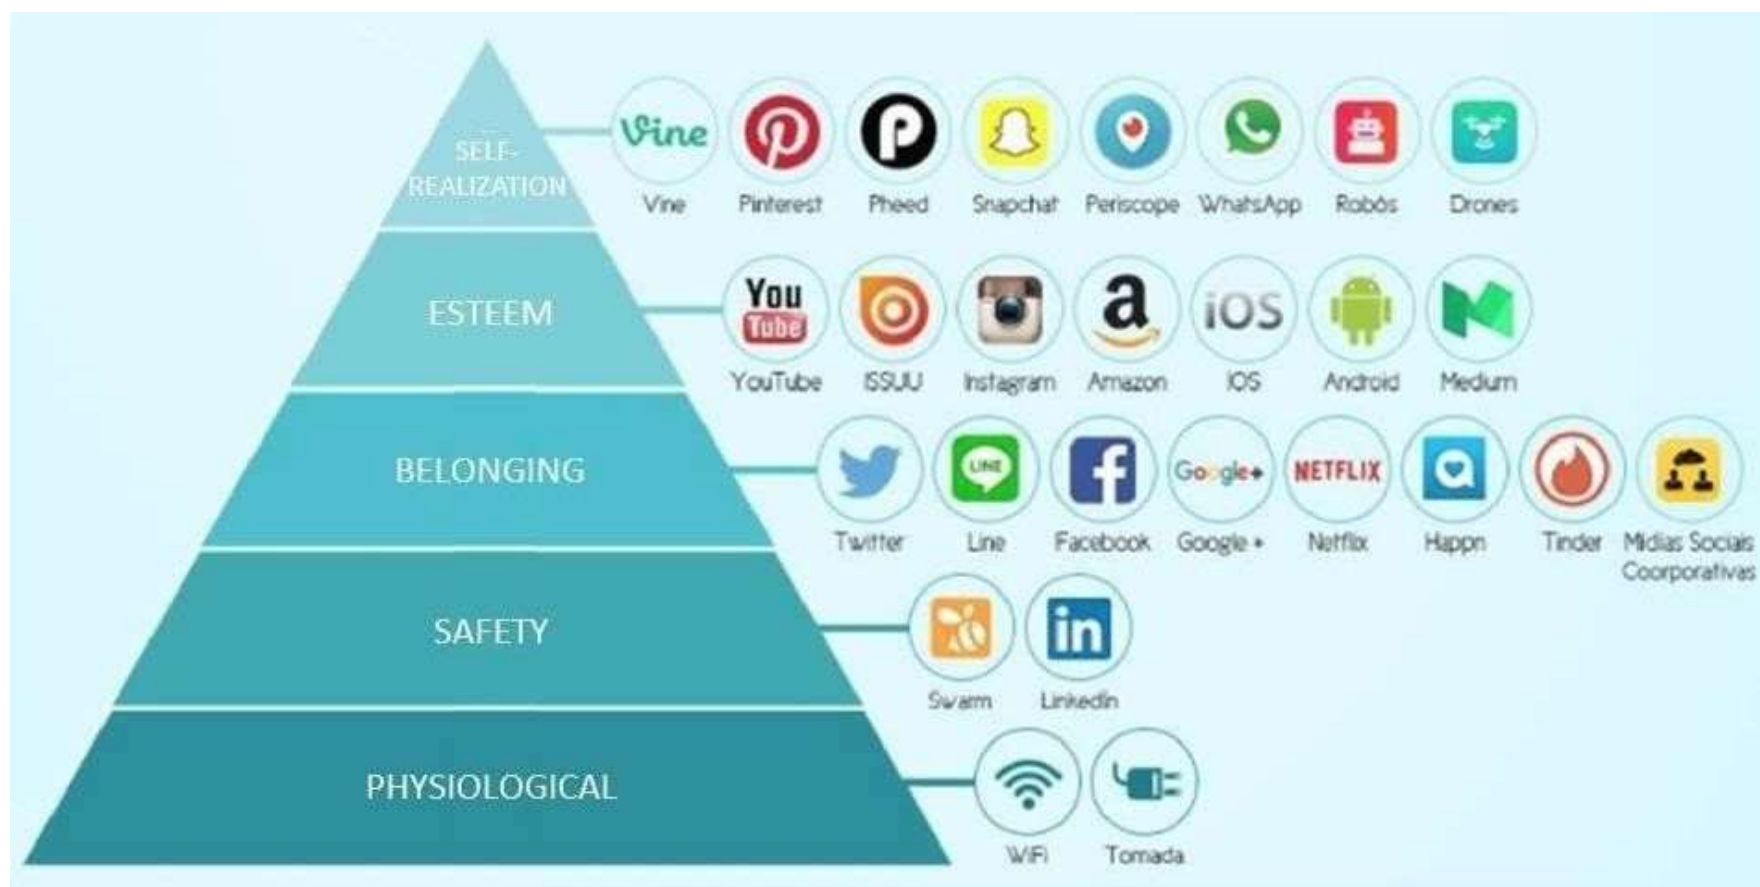 SELF-
REALIZATION
Vine
Vine Pinterest Pheed Snapchat Periscope WhatsApp Robôs Drones
ESTEEM
You
Tube
a
iOS
YouTube ISSUU Instagram Amazon iOS Android Medium
BELONGING
LINE
f
Google+
NETFLIX
Twitter Line Facebook Google + Netflix Happn Tinder Mídias Sociais
Coorporativas
SAFETY
in
Swarm LinkedIn
PHYSIOLOGICAL
WiFi Tomada